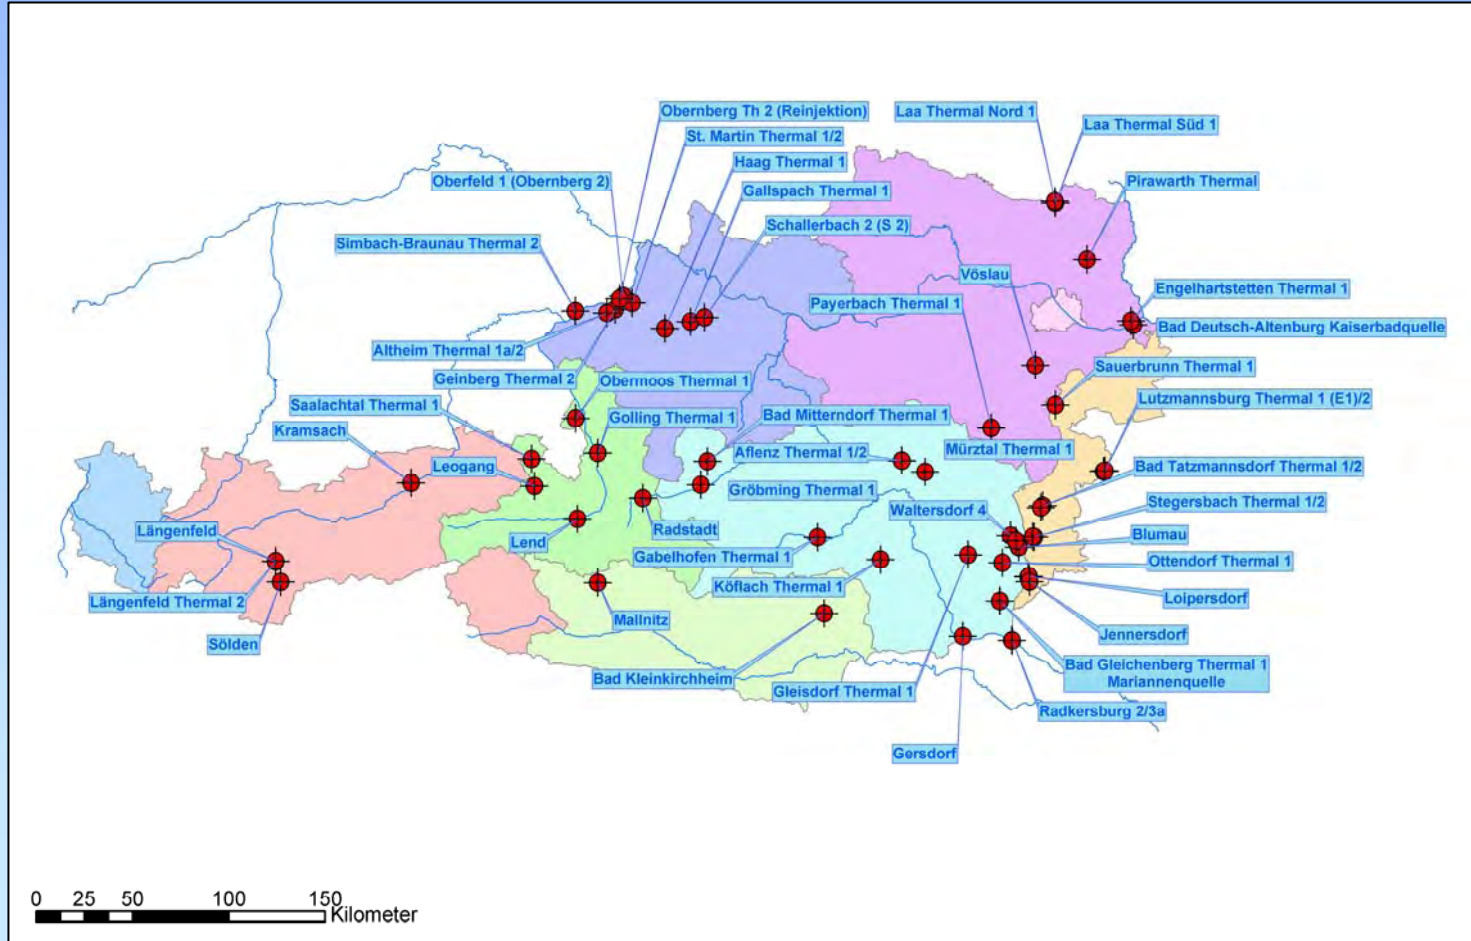 Obernberg Th 2 (Reinjektion)
Laa Thermal Nord 1
Laa Thermal Süd 1
St. Martin Thermal 1/2
Haag Thermal 1
Oberfeld 1 (Obernberg 2)
Pirawarth Thermal
Gallspach Thermal 1
Schallerbach 2 (S 2)
Simbach-Braunau Thermal 2
Vöslau
Engelhartstetten Thermal 1
Payerbach Thermal 1
Bad Deutsch-Altenburg Kaiserbadquelle
Altheim Thermal 1a/2
Geinberg Thermal 2
Obermoos Thermal 1
Sauerbrunn Thermal 1
Saalachtal Thermal 1
Golling Thermal 1
Bad Mitterndorf Thermal 1
Lutzmannsburg Thermal 1 (E1)/2
Kramsach
Aflenz Thermal 1/2
Mürztal Thermal 1
Leogang
Bad Tatzmannsdorf Thermal 1/2
Gröbming Thermal 1
Stegersbach Thermal 1/2
Waltersdorf 4
Längenfeld
Radstadt
Lend
Blumau
Gabelhofen Thermal 1
Ottendorf Thermal 1
Köflach Thermal 1
Längenfeld Thermal 2
Loipersdorf
Mallnitz
Jennersdorf
Sölden
Bad Gleichenberg Thermal 1
Mariannenquelle
Bad Kleinkirchheim
Gleisdorf Thermal 1
Radkersburg 2/3a
Gersdorf
0 25 50 100 150
Kilometer